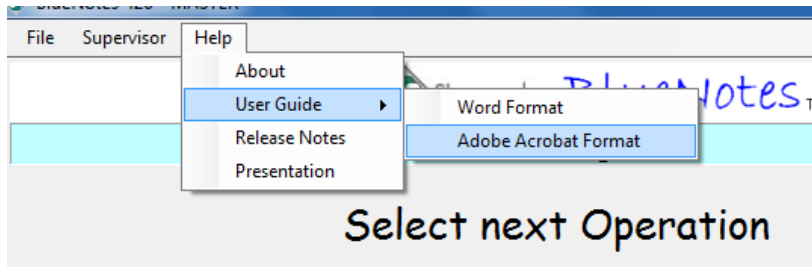 File Supervisor Help
About
User Guide
Release Notes
Presentation
Word Format
Adobe Acrobat Format
Select next Operation